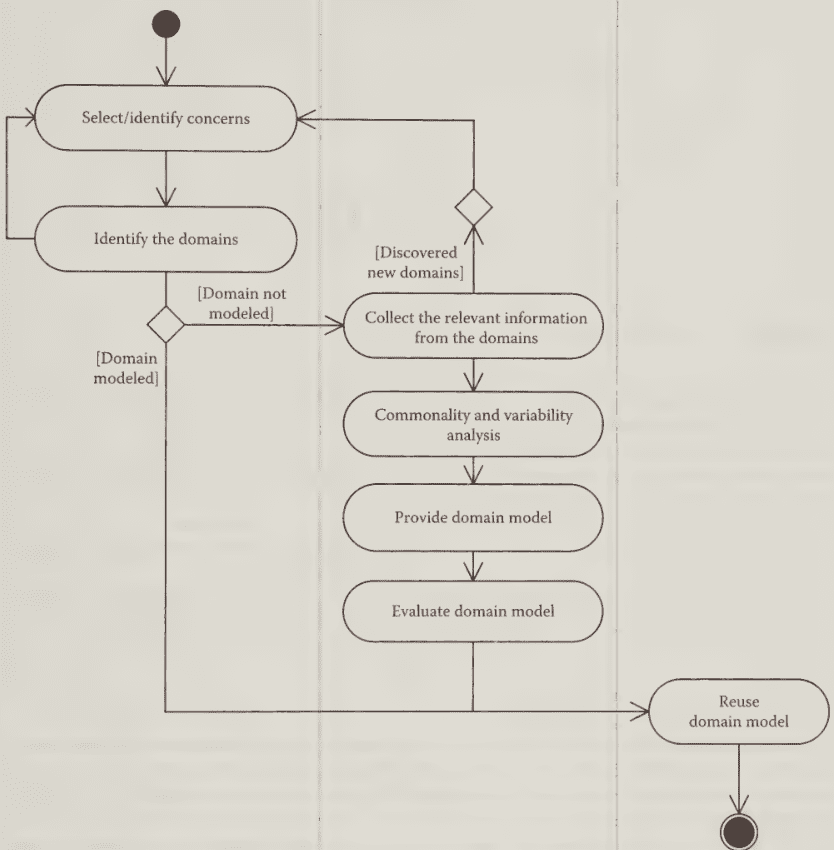 Select/identify concerns
Identify the domains
[Discovered
new domains]
[Domain not
modeled]
Collect the relevant information
from the domains
[Domain
modeled]
Commonality and variability
analysis
Provide domain model
Evaluate domain model
Reuse
domain model